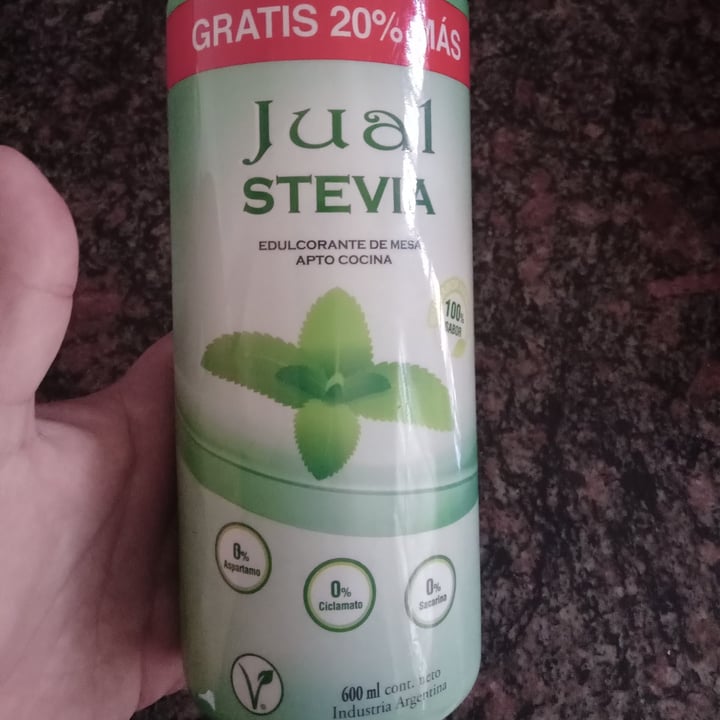 GRATIS 20% MÁS
Jual
STEVIA
EDULCORANTE DE MESA
APTO COCINA
100%
SABOR
0%
Aspartamo
0%
Ciclamato
0%
Sacarina
V
600 ml cont. neto
Industria Argentina